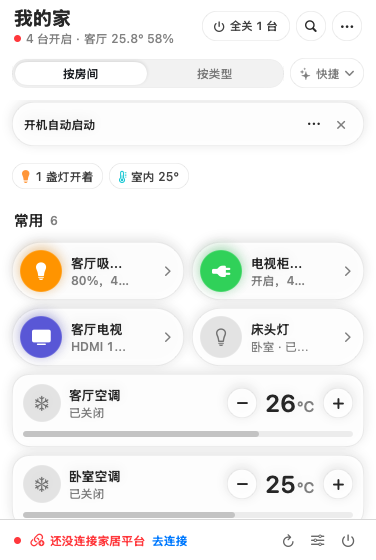 我的家
4 台开启 · 客厅 25.8° 58%
全关 1 台
按房间
按类型
快捷
开机自动启动
1 盏灯开着
室内 25°
常用 6
客厅吸...
80%, 4...
电视柜...
开启, 4...
客厅电视
HDMI 1...
床头灯
卧室 · 已...
客厅空调
已关闭
26°C
卧室空调
已关闭
25°C
还没连接家居平台 去连接